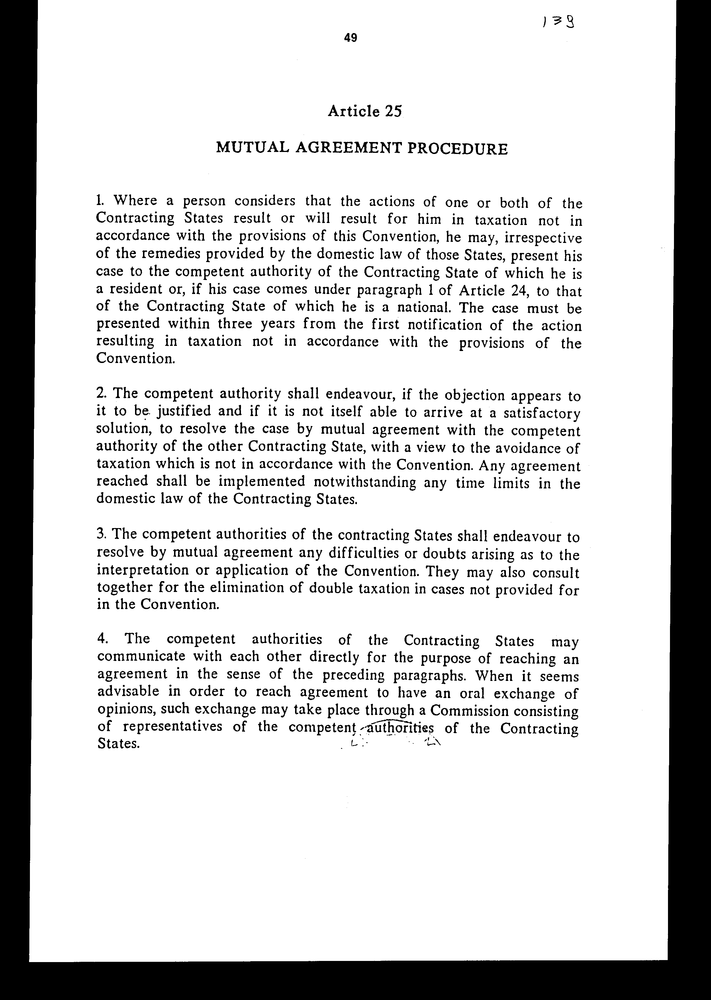 139
49
Article 25
MUTUAL AGREEMENT PROCEDURE
1. Where a person considers that the actions of one or both of the
Contracting States result or will result for him in taxation not in
accordance with the provisions of this Convention, he may, irrespective
of the remedies provided by the domestic law of those States, present his
case to the competent authority of the Contracting State of which he is
a resident or, if his case comes under paragraph 1 of Article 24, to that
of the Contracting State of which he is a national. The case must be
presented within three years from the first notification of the action
resulting in taxation not in accordance with the provisions of the
Convention.
2. The competent authority shall endeavour, if the objection appears to
it to be justified and if it is not itself able to arrive at a satisfactory
solution, to resolve the case by mutual agreement with the competent
authority of the other Contracting State, with a view to the avoidance of
taxation which is not in accordance with the Convention. Any agreement
reached shall be implemented notwithstanding any time limits in the
domestic law of the Contracting States.
3. The competent authorities of the contracting States shall endeavour to
resolve by mutual agreement any difficulties or doubts arising as to the
interpretation or application of the Convention. They may also consult
together for the elimination of double taxation in cases not provided for
in the Convention.
4. The competent authorities of the Contracting States may
communicate with each other directly for the purpose of reaching an
agreement in the sense of the preceding paragraphs. When it seems
advisable in order to reach agreement to have an oral exchange of
opinions, such exchange may take place through a Commission consisting
of representatives of the competent authorities of the Contracting
States.